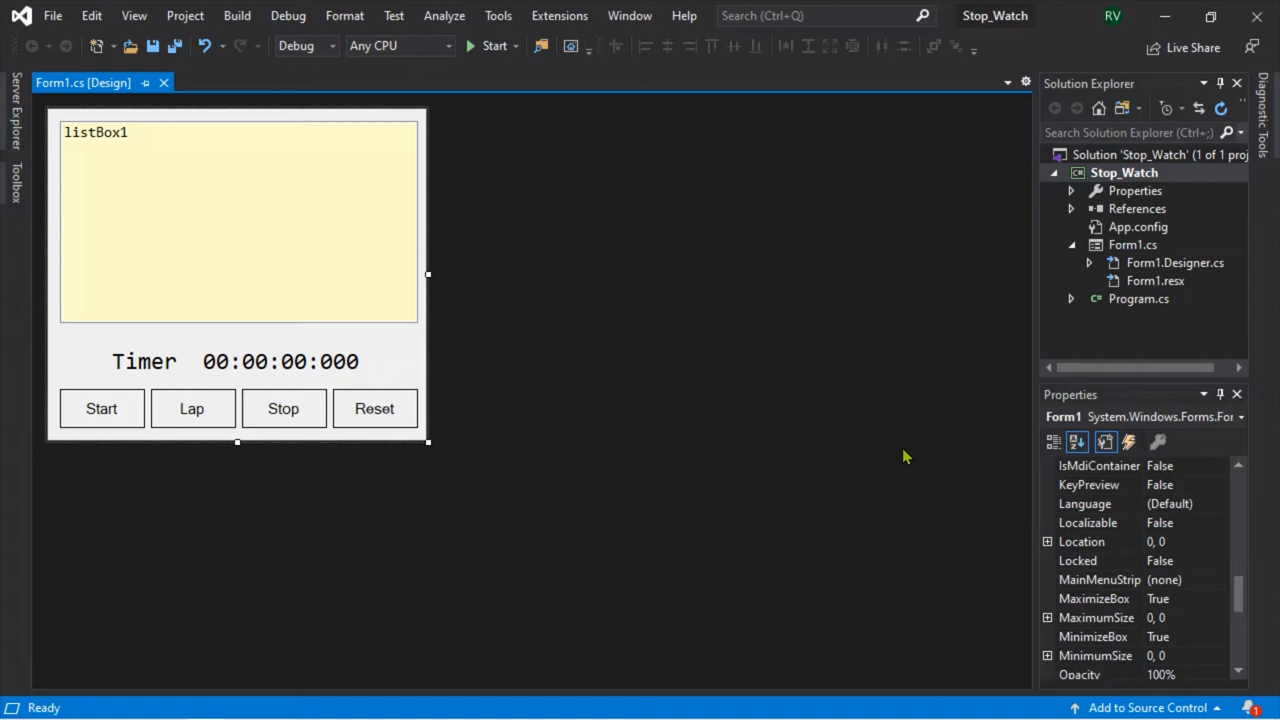 File Edit View Project Build Debug Format Test Analyze Tools Extensions Window Help Search (Ctrl+Q) Stop_Watch RV
Debug Any CPU Start Live Share
Server Explorer
Toolbox
Form1.cs [Design]
listBox1
Timer 00:00:00:000
Start Lap Stop Reset
Solution Explorer
Search Solution Explorer (Ctrl+;)
Solution 'Stop_Watch' (1 of 1 proj
C# Stop_Watch
Properties
References
App.config
Form1.cs
Form1.Designer.cs
Form1.resx
C# Program.cs
Properties
Form1 System.Windows.Forms.For
IsMdiContainer False
KeyPreview False
Language (Default)
Localizable False
Location 0, 0
Locked False
MainMenuStrip (none)
MaximizeBox True
MaximumSize 0, 0
MinimizeBox True
MinimumSize 0, 0
Opacity 100%
Diagnostic Tools
Ready Add to Source Control 1